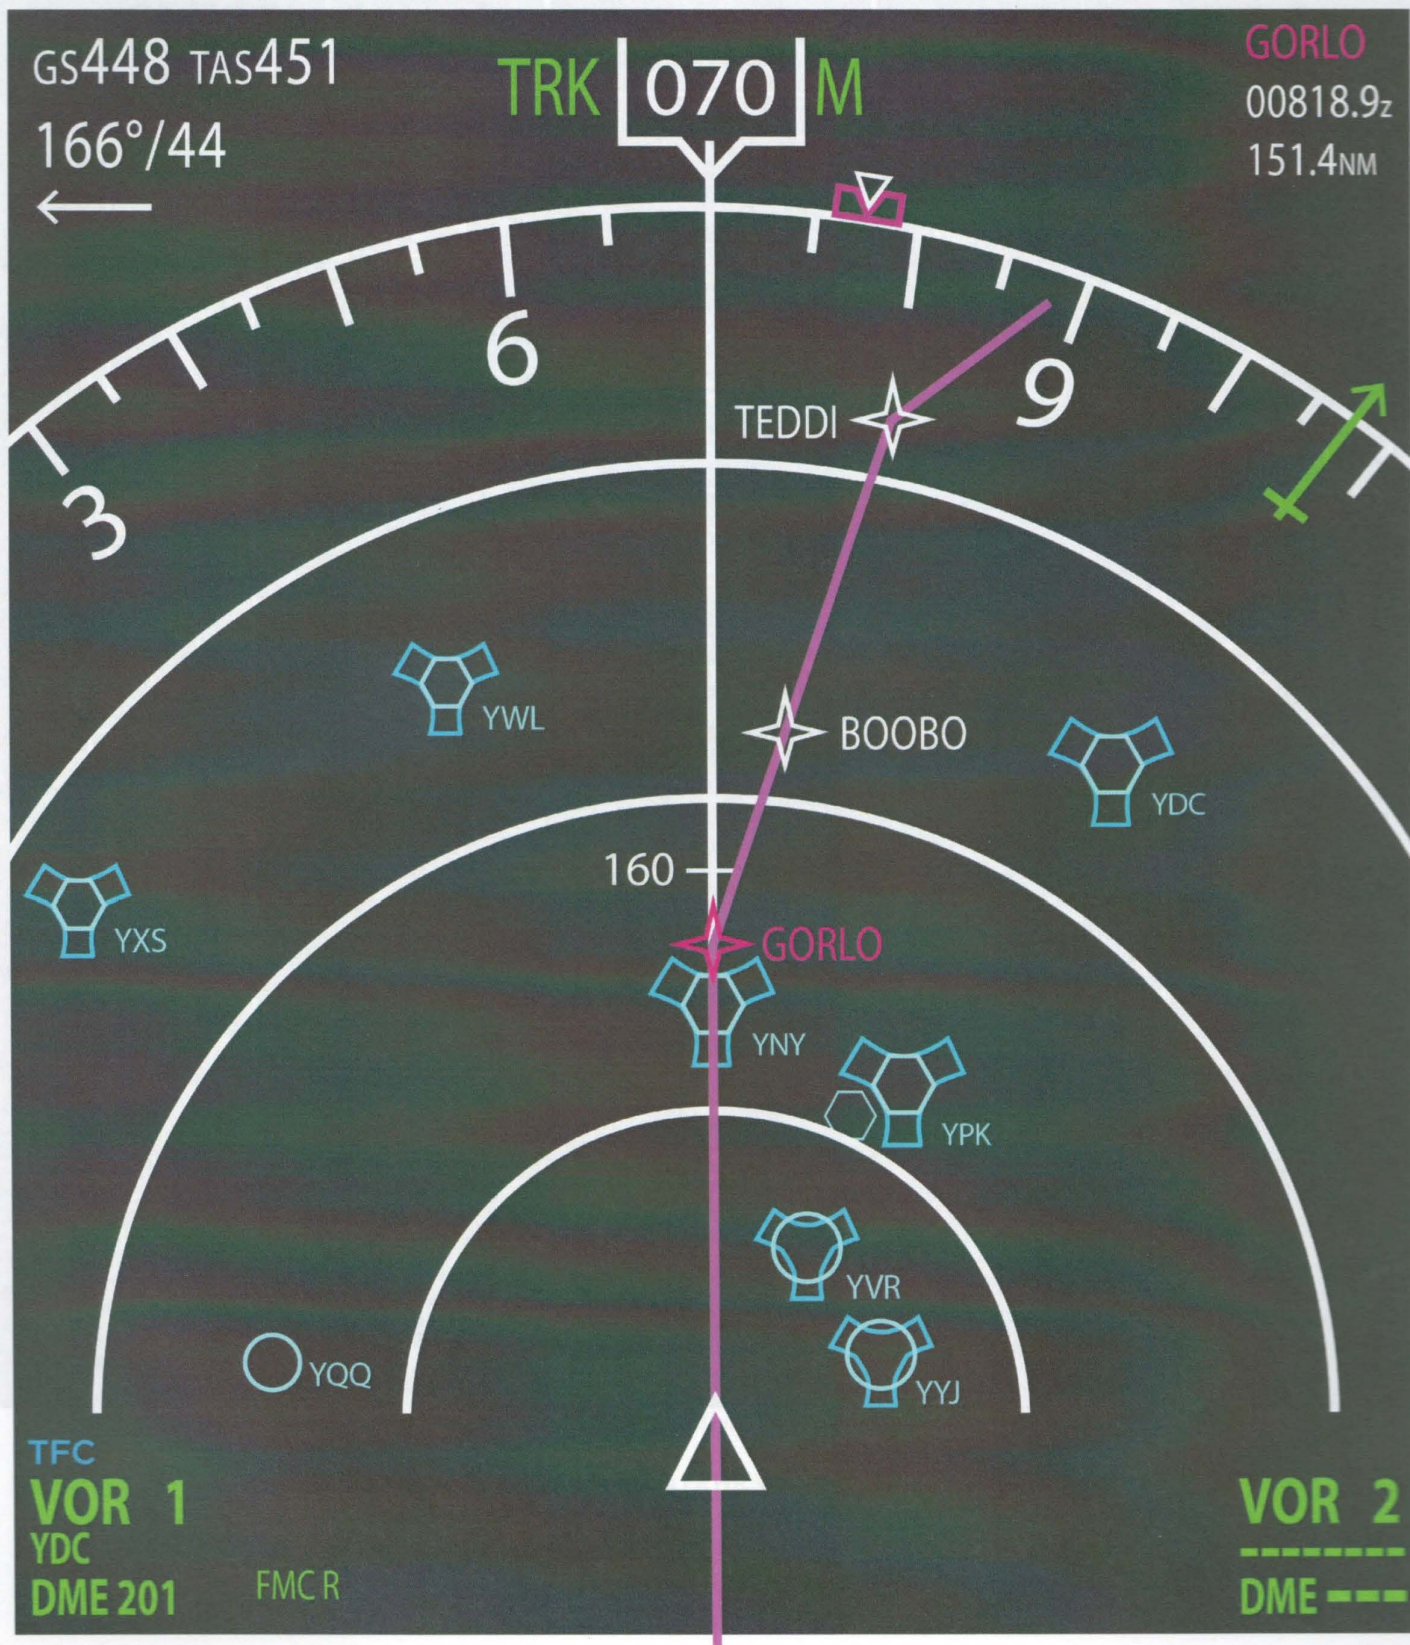 GS448 TAS451
166°/44
TRK 070 M
GORLO
00818.9z
151.4NM
6
9
3
TEDDI
YWL
BOOBO
YDC
160
YXS
GORLO
YNY
YPK
YVR
YQQ
YYJ
TFC
VOR 1
YDC
DME 201
FMC R
VOR 2
--------
DME ---